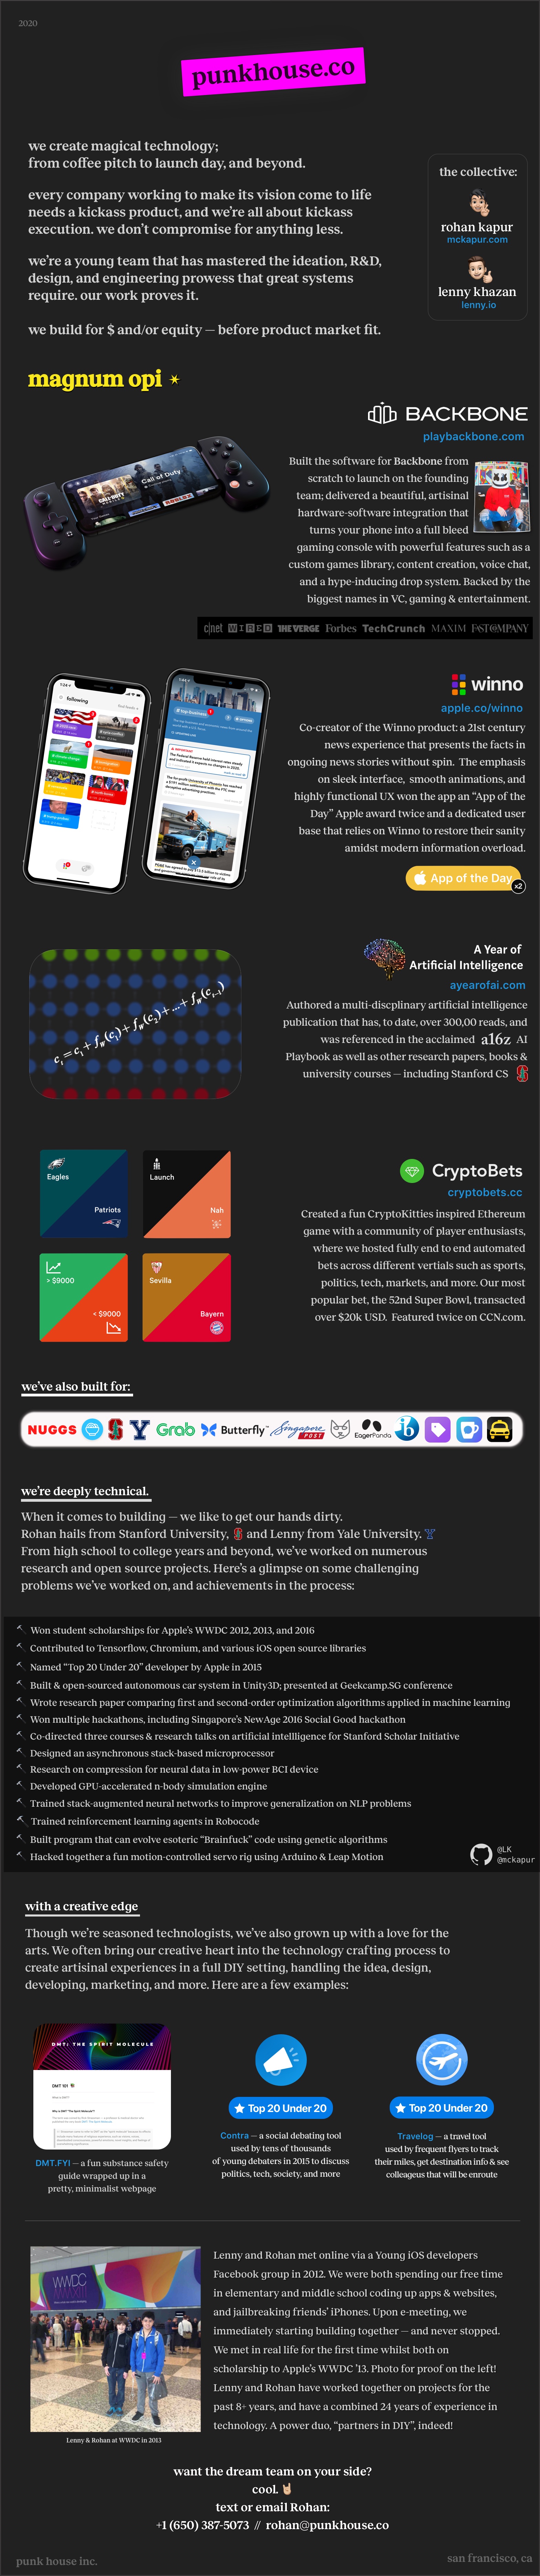 2020
punkhouse.co
we create magical technology;
from coffee pitch to launch day, and beyond.
every company working to make its vision come to life
needs a kickass product, and we're all about kickass
execution. we don't compromise for anything less.
we're a young team that has mastered the ideation, R&D,
design, and engineering prowess that great systems
require. our work proves it.
we build for $ and/or equity — before product market fit.
the collective:
rohan kapur
mckapur.com
lenny khazan
lenny.io
magnum opi
BACKBONE
playbackbone.com
Call of Duty
Built the software for Backbone from
scratch to launch on the founding
team; delivered a beautiful, artisinal
hardware-software integration that
turns your phone into a full bleed
gaming console with powerful features such as a
custom games library, content creation, voice chat,
and a hype-inducing drop system. Backed by the
biggest names in VC, gaming & entertainment.
c|net WIRED THE VERGE Forbes TechCrunch MAXIM FAST COMPANY
following
winno
apple.co/winno
Co-creator of the Winno product: a 21st century
news experience that presents the facts in
ongoing news stories without spin. The emphasis
on sleek interface, smooth animations, and
highly functional UX won the app an "App of the
Day" Apple award twice and a dedicated user
base that relies on Winno to restore their sanity
amidst modern information overload.
App of the Day
x2
A Year of
Artificial Intelligence
ayearofai.com
Authored a multi-discplinary artificial intelligence
publication that has, to date, over 300,00 reads, and
was referenced in the acclaimed a16z AI
Playbook as well as other research papers, books &
university courses — including Stanford CS
Eagles
Patriots
Launch
Nah
> $9000
< $9000
Sevilla
Bayern
CryptoBets
cryptobets.cc
Created a fun CryptoKitties inspired Ethereum
game with a community of player enthusiasts,
where we hosted fully end to end automated
bets across different vertials such as sports,
politics, tech, markets, and more. Our most
popular bet, the 52nd Super Bowl, transacted
over $20k USD. Featured twice on CCN.com.
we've also built for:
NUGGS S Y Grab Butterfly Singapore POST EagerPanda b
we're deeply technical.
When it comes to building — we like to get our hands dirty.
Rohan hails from Stanford University, and Lenny from Yale University.
From high school to college years and beyond, we've worked on numerous
research and open source projects. Here's a glimpse on some challenging
problems we've worked on, and achievements in the process:
Won student scholarships for Apple's WWDC 2012, 2013, and 2016
Contributed to Tensorflow, Chromium, and various iOS open source libraries
Named "Top 20 Under 20" developer by Apple in 2015
Built & open-sourced autonomous car system in Unity3D; presented at Geekcamp.SG conference
Wrote research paper comparing first and second-order optimization algorithms applied in machine learning
Won multiple hackathons, including Singapore's NewAge 2016 Social Good hackathon
Co-directed three courses & research talks on artificial intellligence for Stanford Scholar Initiative
Designed an asynchronous stack-based microprocessor
Research on compression for neural data in low-power BCI device
Developed GPU-accelerated n-body simulation engine
Trained stack-augmented neural networks to improve generalization on NLP problems
Trained reinforcement learning agents in Robocode
Built program that can evolve esoteric "Brainfuck" code using genetic algorithms
Hacked together a fun motion-controlled servo rig using Arduino & Leap Motion
@LK
@mckapur
with a creative edge
Though we're seasoned technologists, we've also grown up with a love for the
arts. We often bring our creative heart into the technology crafting process to
create artisinal experiences in a full DIY setting, handling the idea, design,
developing, marketing, and more. Here are a few examples:
DMT: THE SPIRIT MOLECULE
DMT 101
DMT.FYI — a fun substance safety
guide wrapped up in a
pretty, minimalist webpage
Top 20 Under 20
Contra — a social debating tool
used by tens of thousands
of young debaters in 2015 to discuss
politics, tech, society, and more
Top 20 Under 20
Travelog — a travel tool
used by frequent flyers to track
their miles, get destination info & see
colleageus that will be enroute
WWDC
Lenny & Rohan at WWDC in 2013
Lenny and Rohan met online via a Young iOS developers
Facebook group in 2012. We were both spending our free time
in elementary and middle school coding up apps & websites,
and jailbreaking friends' iPhones. Upon e-meeting, we
immediately starting building together — and never stopped.
We met in real life for the first time whilst both on
scholarship to Apple's WWDC '13. Photo for proof on the left!
Lenny and Rohan have worked together on projects for the
past 8+ years, and have a combined 24 years of experience in
technology. A power duo, "partners in DIY", indeed!
want the dream team on your side?
cool.
text or email Rohan:
+1 (650) 387-5073 // rohan@punkhouse.co
punk house inc.
san francisco, ca